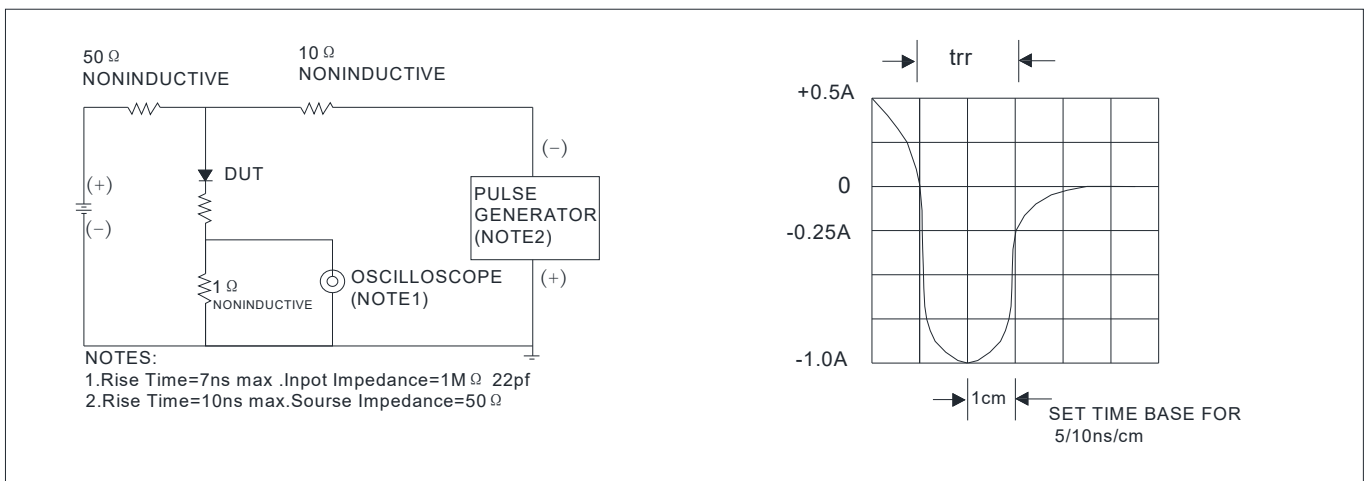 50 Ω
NONINDUCTIVE
10 Ω
NONINDUCTIVE
(+)
(−)
DUT
1 Ω
NONINDUCTIVE
OSCILLOSCOPE
(NOTE1)
(−)
PULSE
GENERATOR
(NOTE2)
(+)
NOTES:
1.Rise Time=7ns max .Inpot Impedance=1M Ω 22pf
2.Rise Time=10ns max.Sourse Impedance=50 Ω
trr
+0.5A
0
-0.25A
-1.0A
1cm
SET TIME BASE FOR
5/10ns/cm